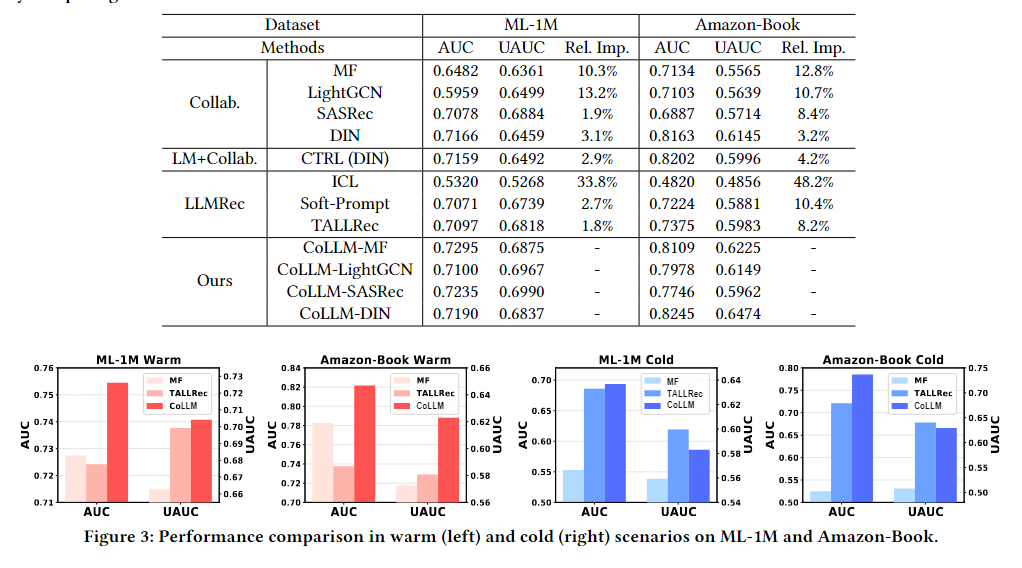 Dataset ML-1M Amazon-Book
Methods AUC UAUC Rel. Imp. AUC UAUC Rel. Imp.
Collab. MF 0.6482 0.6361 10.3% 0.7134 0.5565 12.8%
LightGCN 0.5959 0.6499 13.2% 0.7103 0.5639 10.7%
SASRec 0.7078 0.6884 1.9% 0.6887 0.5714 8.4%
DIN 0.7166 0.6459 3.1% 0.8163 0.6145 3.2%
LM+Collab. CTRL (DIN) 0.7159 0.6492 2.9% 0.8202 0.5996 4.2%
LLMRec ICL 0.5320 0.5268 33.8% 0.4820 0.4856 48.2%
Soft-Prompt 0.7071 0.6739 2.7% 0.7224 0.5881 10.4%
TALLRec 0.7097 0.6818 1.8% 0.7375 0.5983 8.2%
Ours CoLLM-MF 0.7295 0.6875 - 0.8109 0.6225 -
CoLLM-LightGCN 0.7100 0.6967 - 0.7978 0.6149 -
CoLLM-SASRec 0.7235 0.6990 - 0.7746 0.5962 -
CoLLM-DIN 0.7190 0.6837 - 0.8245 0.6474 -
ML-1M Warm
AUC
0.76
0.75
0.74
0.73
0.72
0.71
MF
TALLRec
CoLLM
0.73
0.72
0.71
0.70
0.69
0.68
0.67
0.66
UAUC
AUC UAUC
Amazon-Book Warm
AUC
0.84
0.82
0.80
0.78
0.76
0.74
0.72
0.70
MF
TALLRec
CoLLM
0.66
0.64
0.62
0.60
0.58
0.56
UAUC
AUC UAUC
ML-1M Cold
AUC
0.70
0.65
0.60
0.55
0.50
MF
TALLRec
CoLLM
0.64
0.62
0.60
0.58
0.56
0.54
UAUC
AUC UAUC
Amazon-Book Cold
AUC
0.80
0.75
0.70
0.65
0.60
0.55
0.50
MF
TALLRec
CoLLM
0.75
0.70
0.65
0.60
0.55
0.50
UAUC
AUC UAUC
Figure 3: Performance comparison in warm (left) and cold (right) scenarios on ML-1M and Amazon-Book.